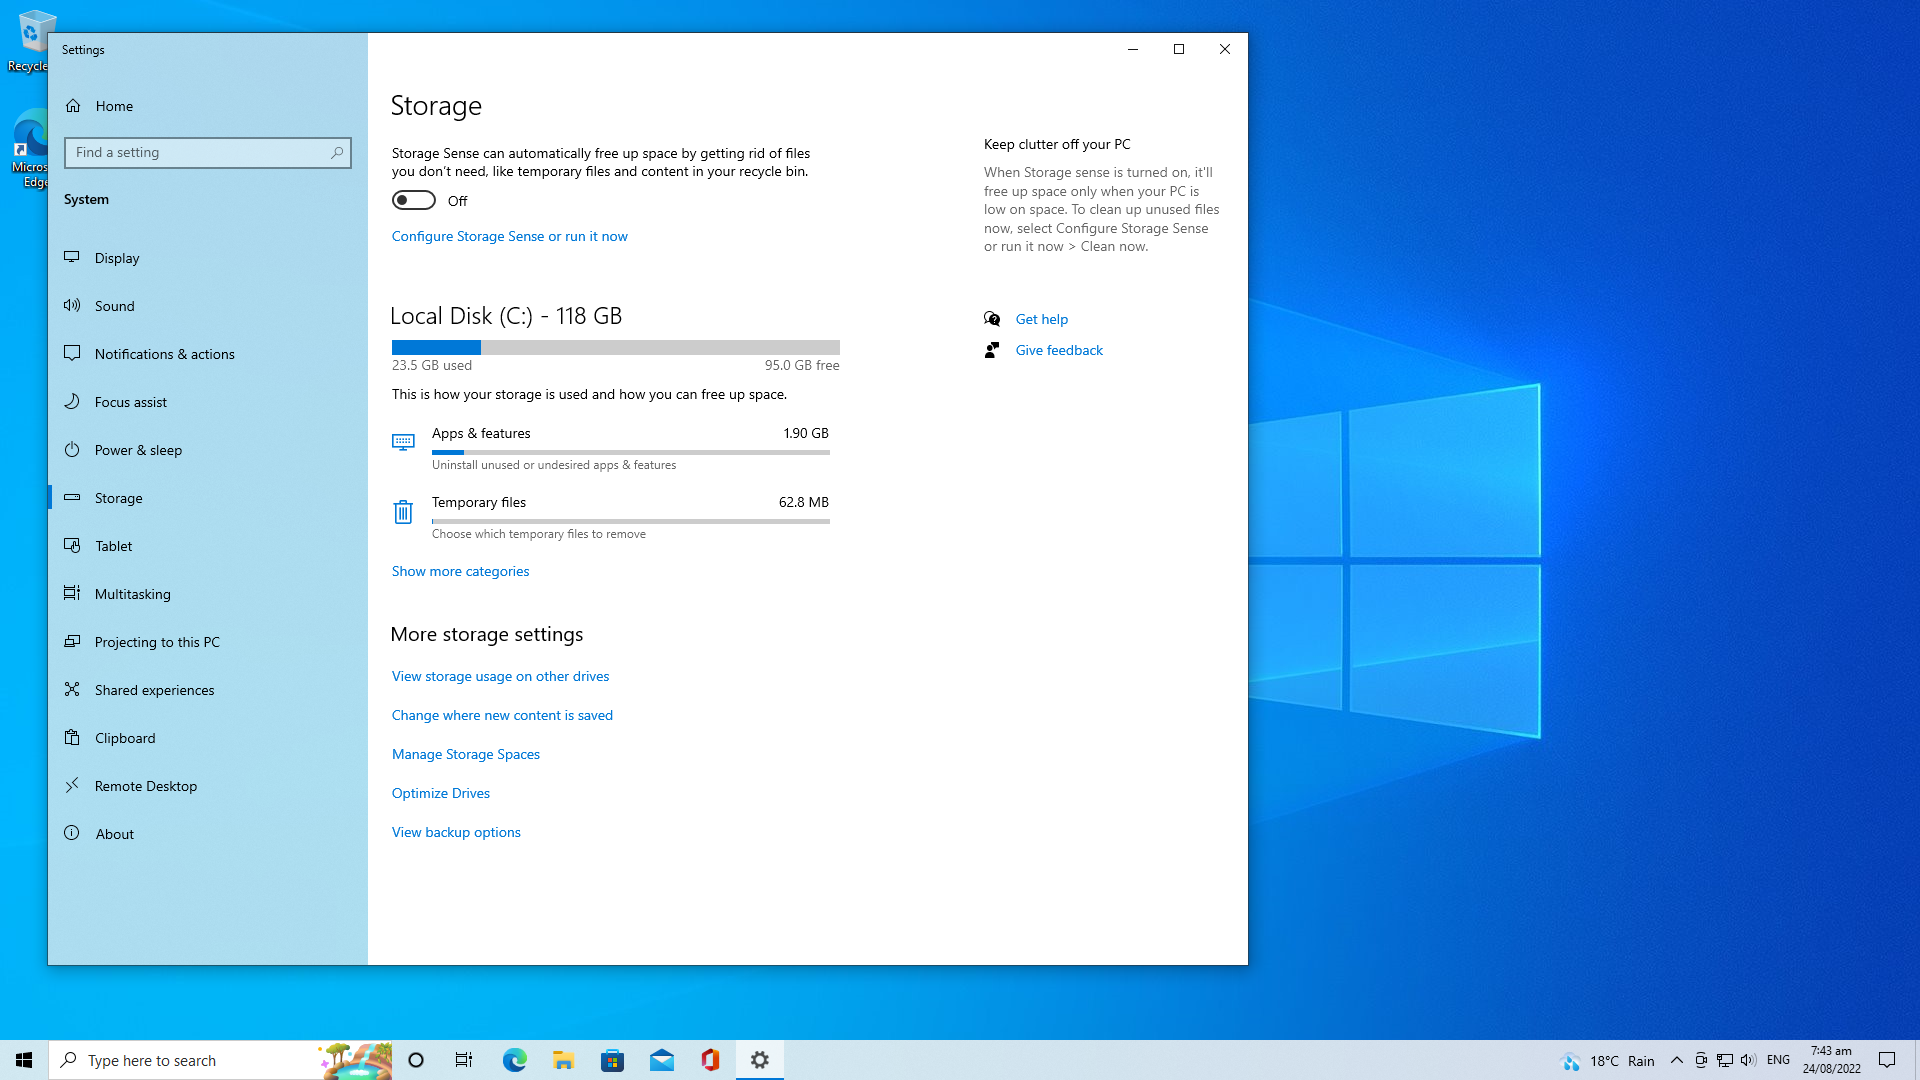 Recycle
Micros
Edge
Settings
Home
Find a setting
System
Display
Sound
Notifications & actions
Focus assist
Power & sleep
Storage
Tablet
Multitasking
Projecting to this PC
Shared experiences
Clipboard
Remote Desktop
About
Storage
Storage Sense can automatically free up space by getting rid of files
you don't need, like temporary files and content in your recycle bin.
Off
Configure Storage Sense or run it now
Local Disk (C:) - 118 GB
23.5 GB used 95.0 GB free
This is how your storage is used and how you can free up space.
Apps & features 1.90 GB
Uninstall unused or undesired apps & features
Temporary files 62.8 MB
Choose which temporary files to remove
Show more categories
More storage settings
View storage usage on other drives
Change where new content is saved
Manage Storage Spaces
Optimize Drives
View backup options
Keep clutter off your PC
When Storage sense is turned on, it'll
free up space only when your PC is
low on space. To clean up unused files
now, select Configure Storage Sense
or run it now > Clean now.
Get help
Give feedback
Type here to search
18°C Rain
ENG
7:43 am
24/08/2022